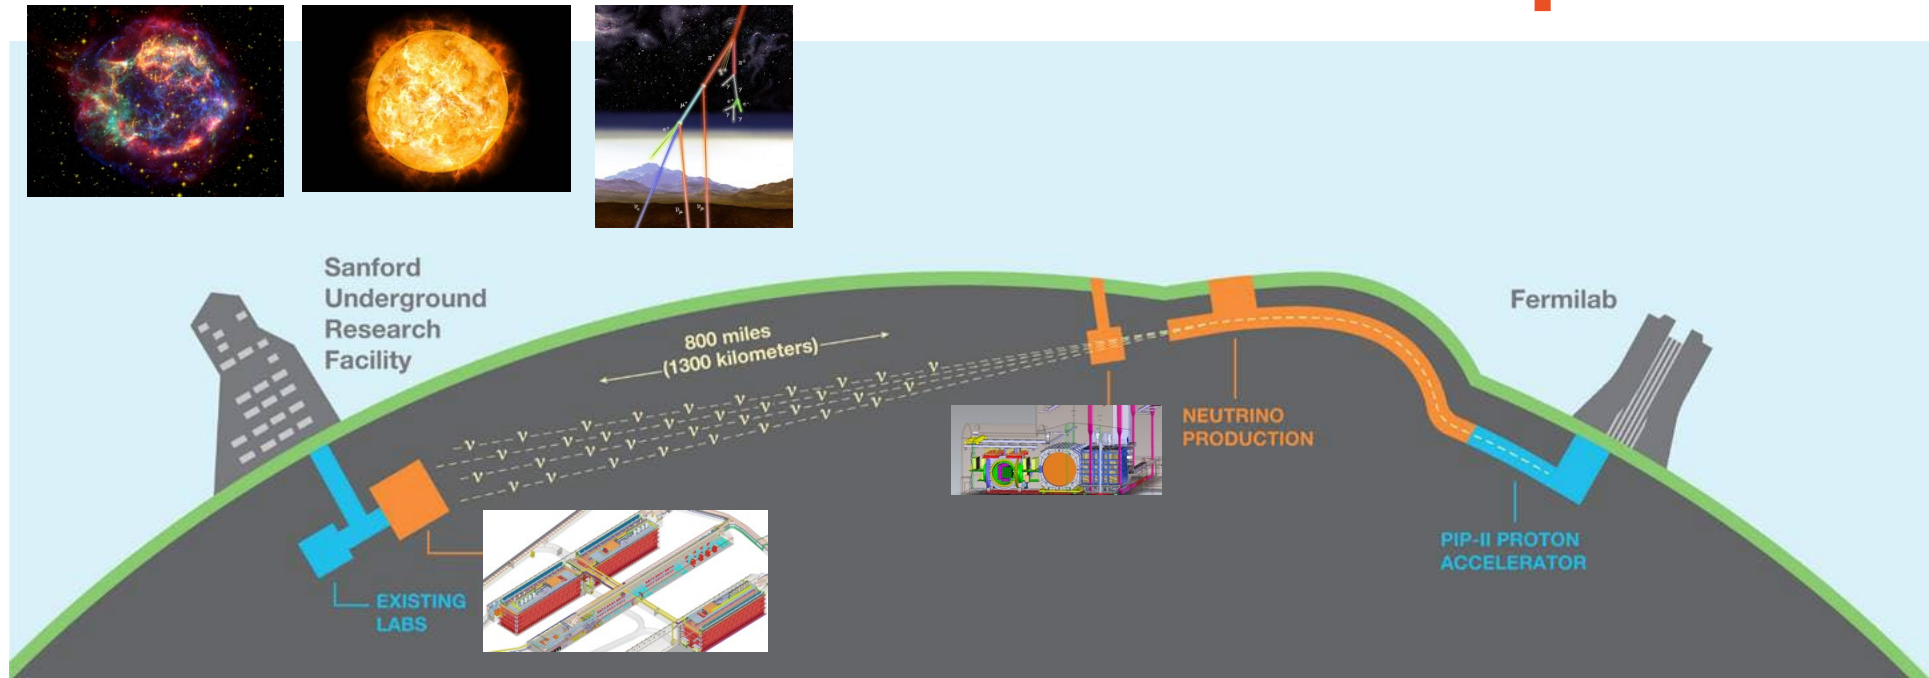 Sanford
Underground
Research
Facility
800 miles
(1300 kilometers)
Fermilab
NEUTRINO
PRODUCTION
PIP-II PROTON
ACCELERATOR
EXISTING
LABS
ν ν ν ν ν ν ν ν ν ν
ν ν ν ν ν ν ν
ν ν ν ν ν ν ν
ν ν ν ν ν